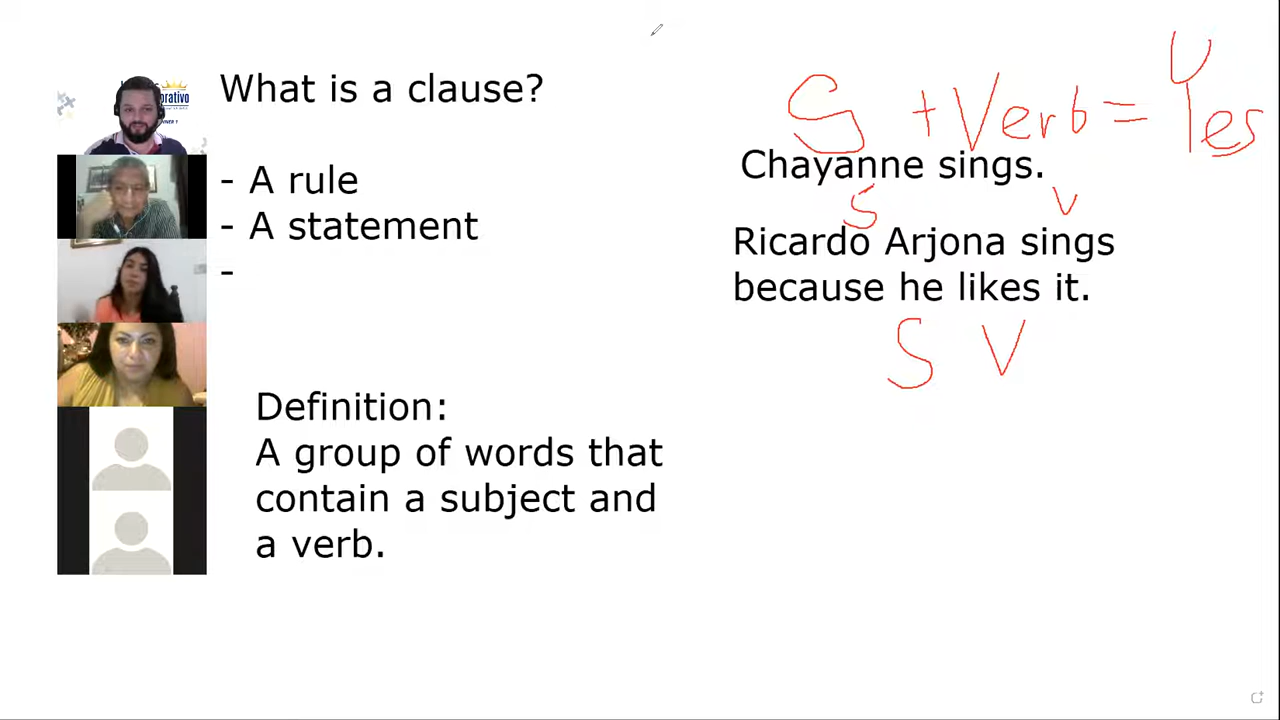 What is a clause?
- A rule
- A statement
-
Definition:
A group of words that
contain a subject and
a verb.
S + Verb = Yes
Chayanne sings.
S V
Ricardo Arjona sings
because he likes it.
S V